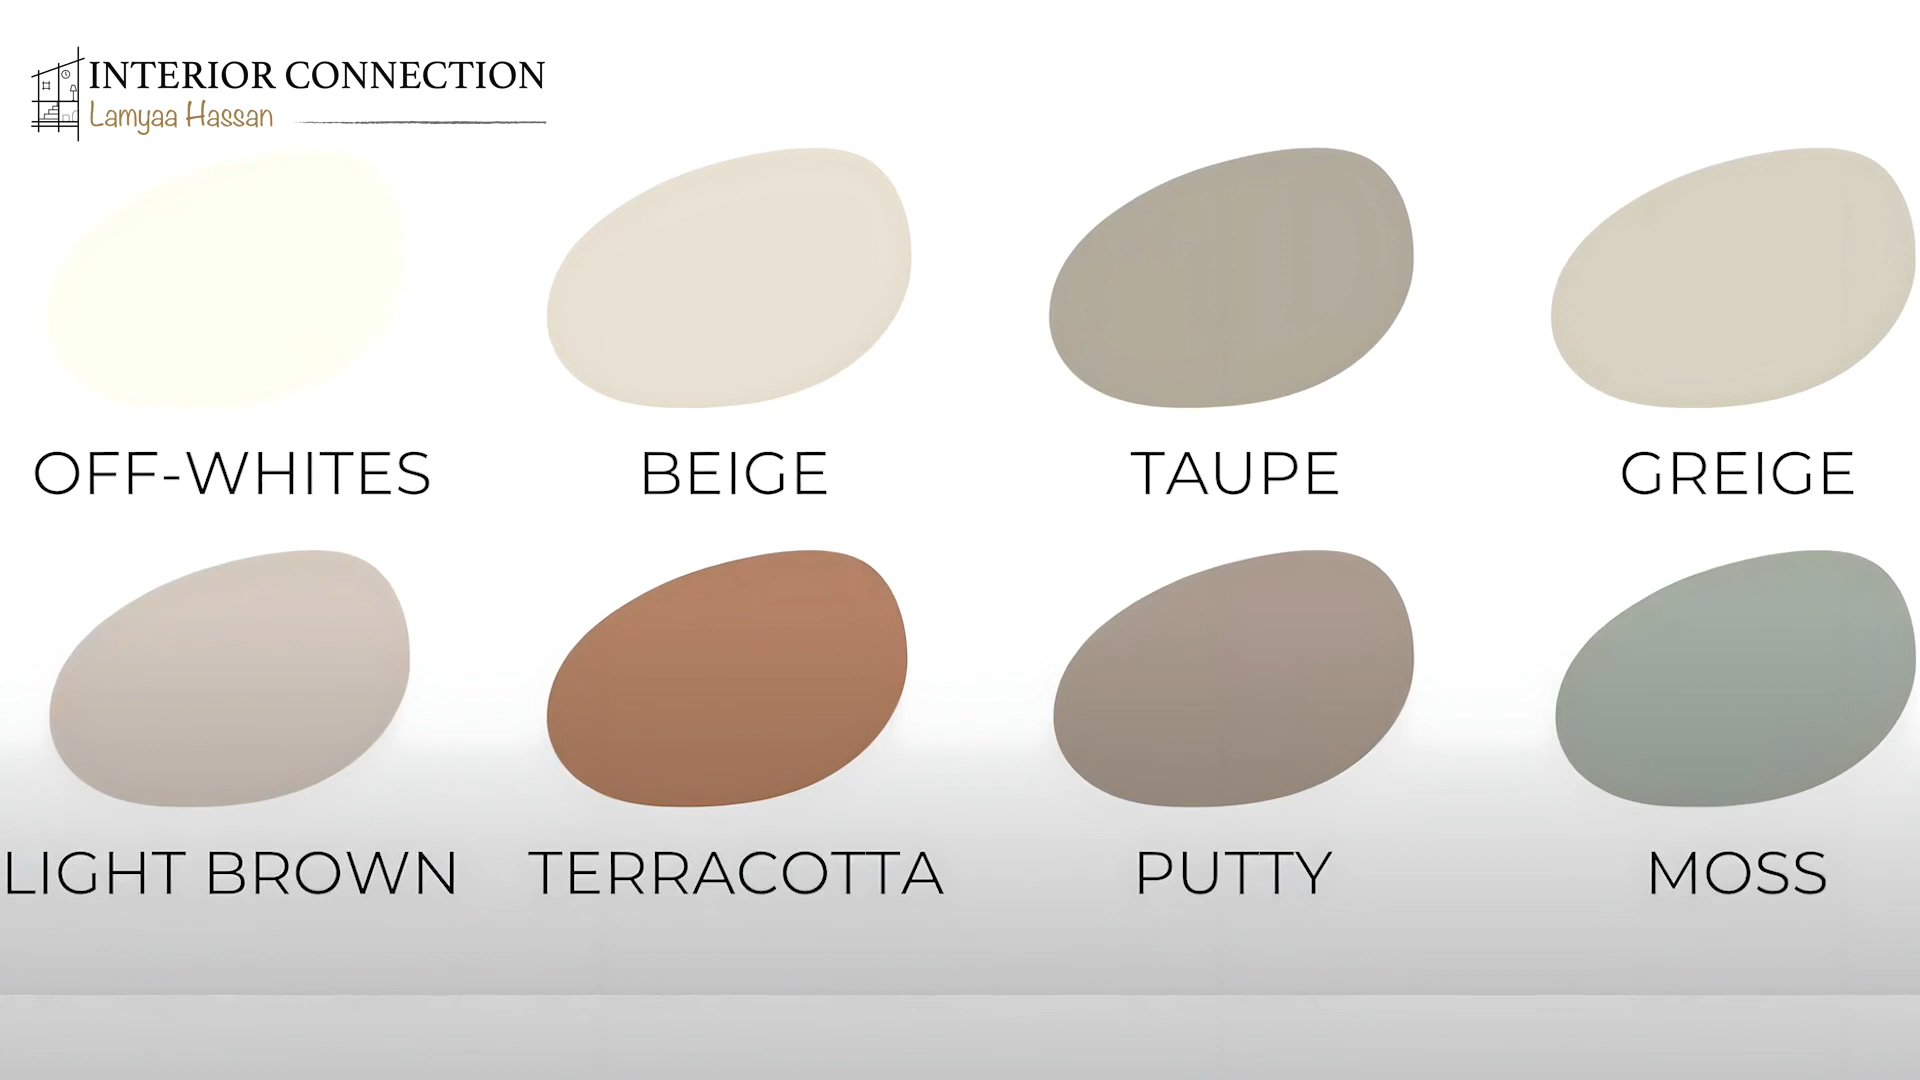 INTERIOR CONNECTION
Lamyaa Hassan
OFF-WHITES
BEIGE
TAUPE
GREIGE
LIGHT BROWN
TERRACOTTA
PUTTY
MOSS